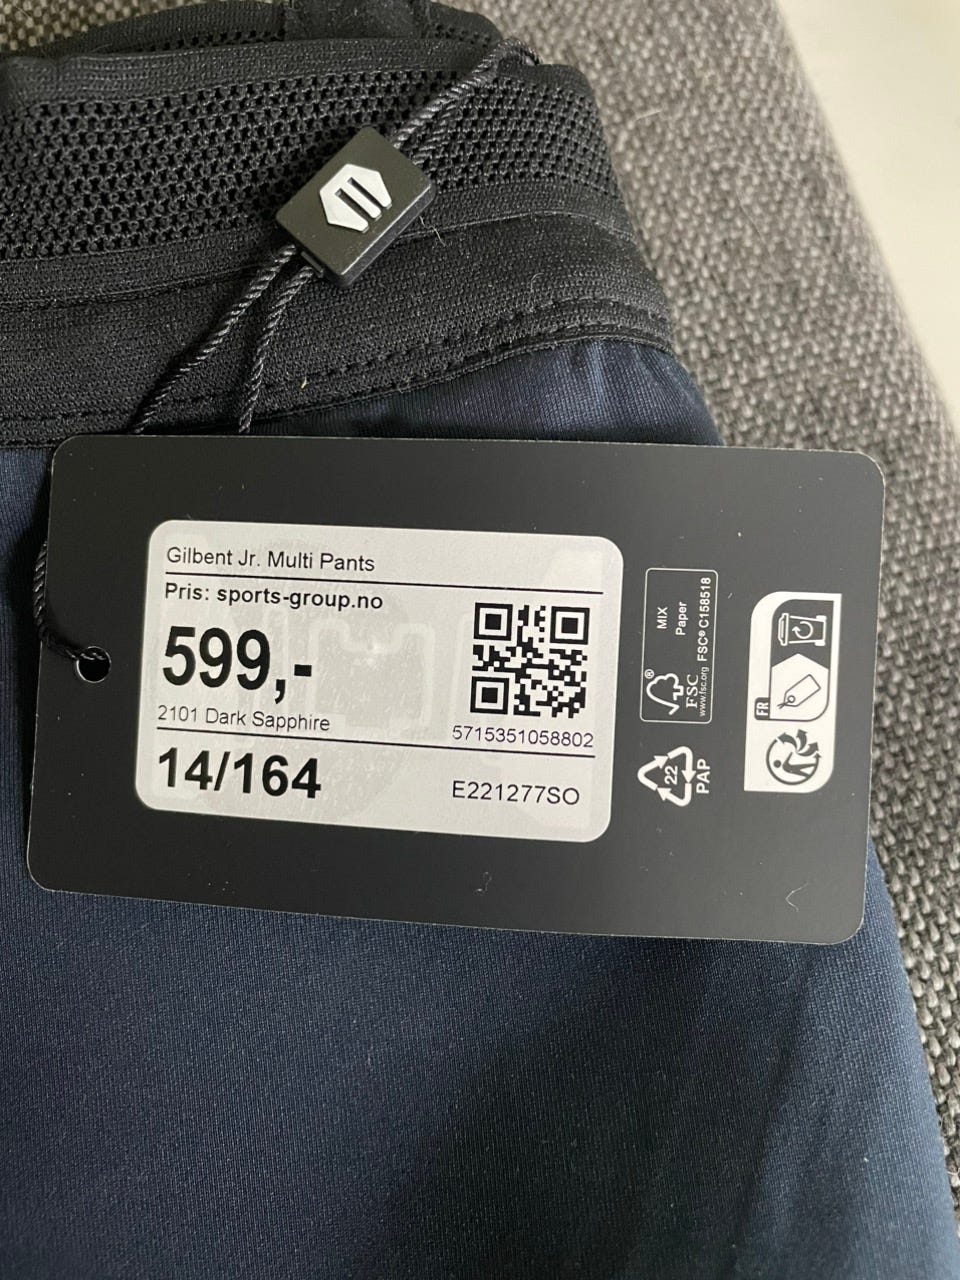 Gilbent Jr. Multi Pants
Pris: sports-group.no
599,-
2101 Dark Sapphire
5715351058802
14/164
E221277SO
MIX
Paper
FSC® C158518
®
FSC
www.fsc.org
22
PAP
FR